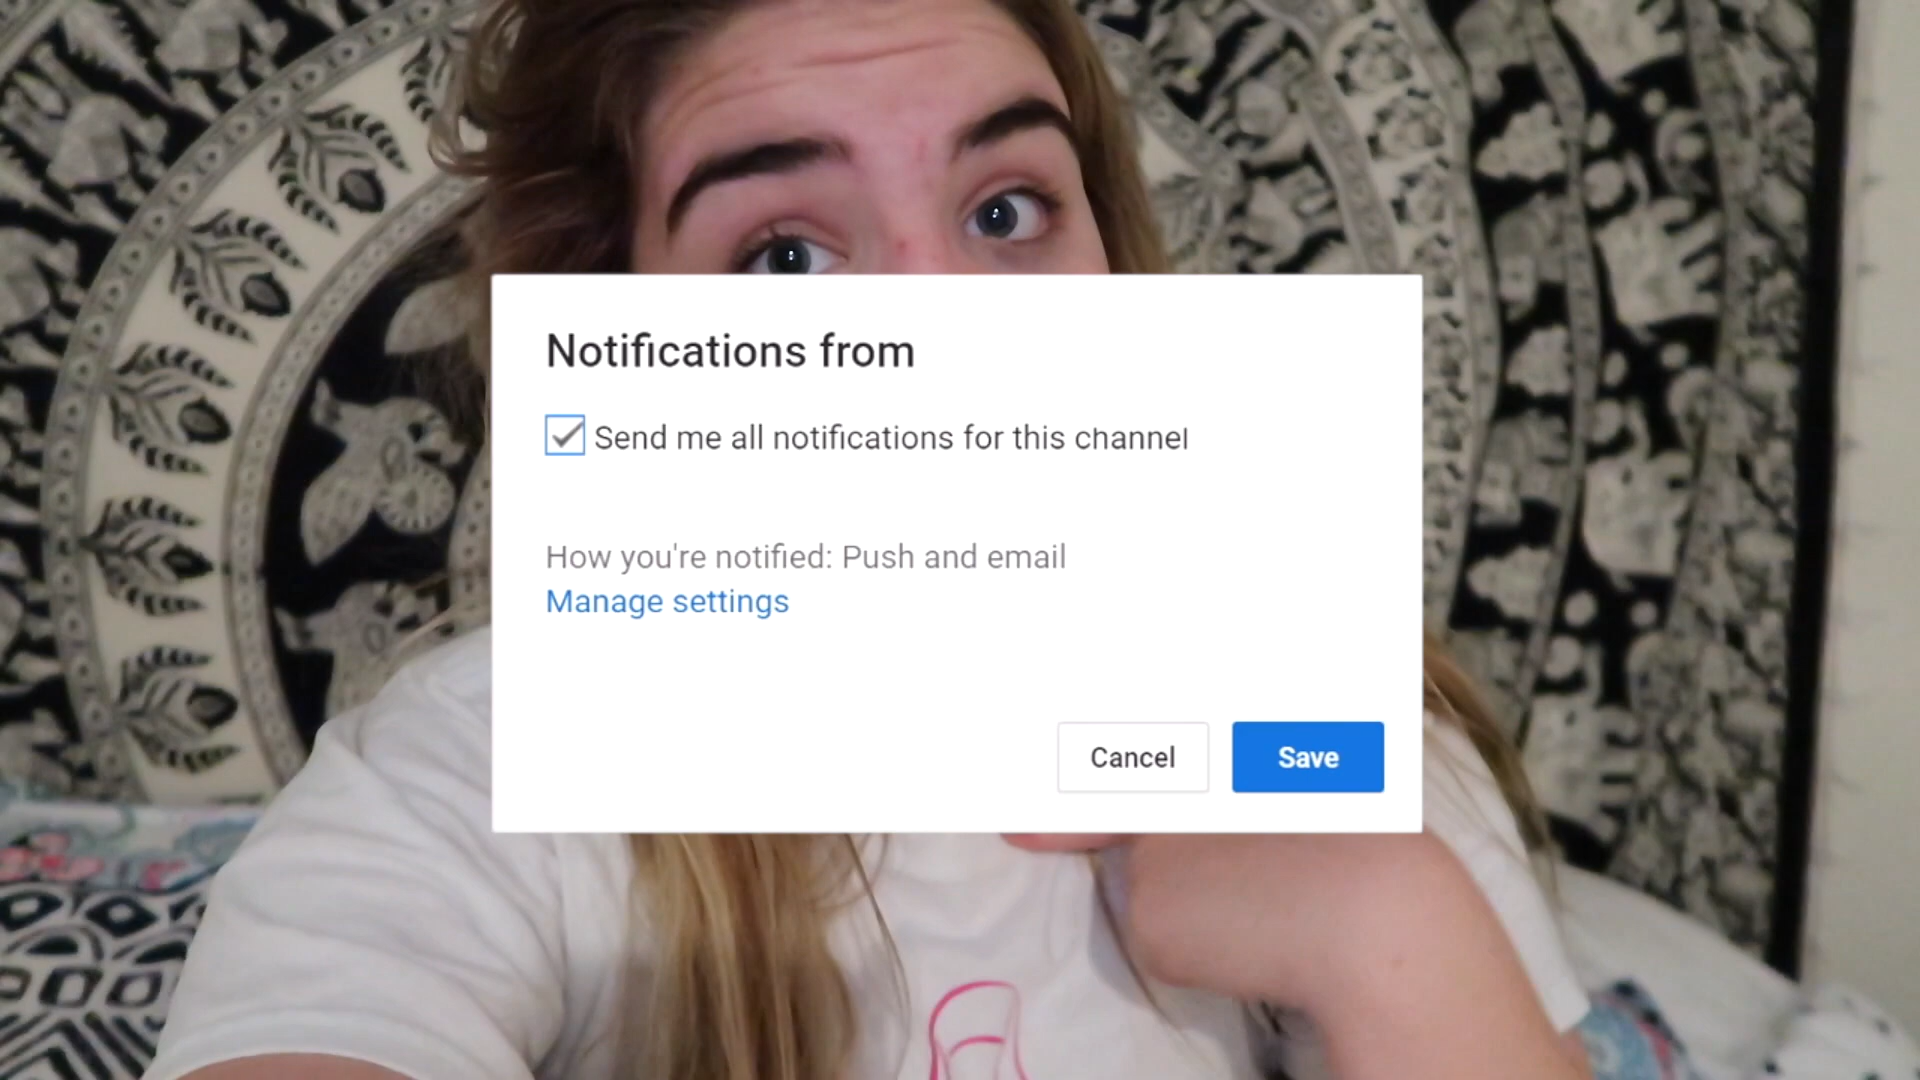 Notifications from
Send me all notifications for this channel
How you're notified: Push and email
Manage settings
Cancel
Save